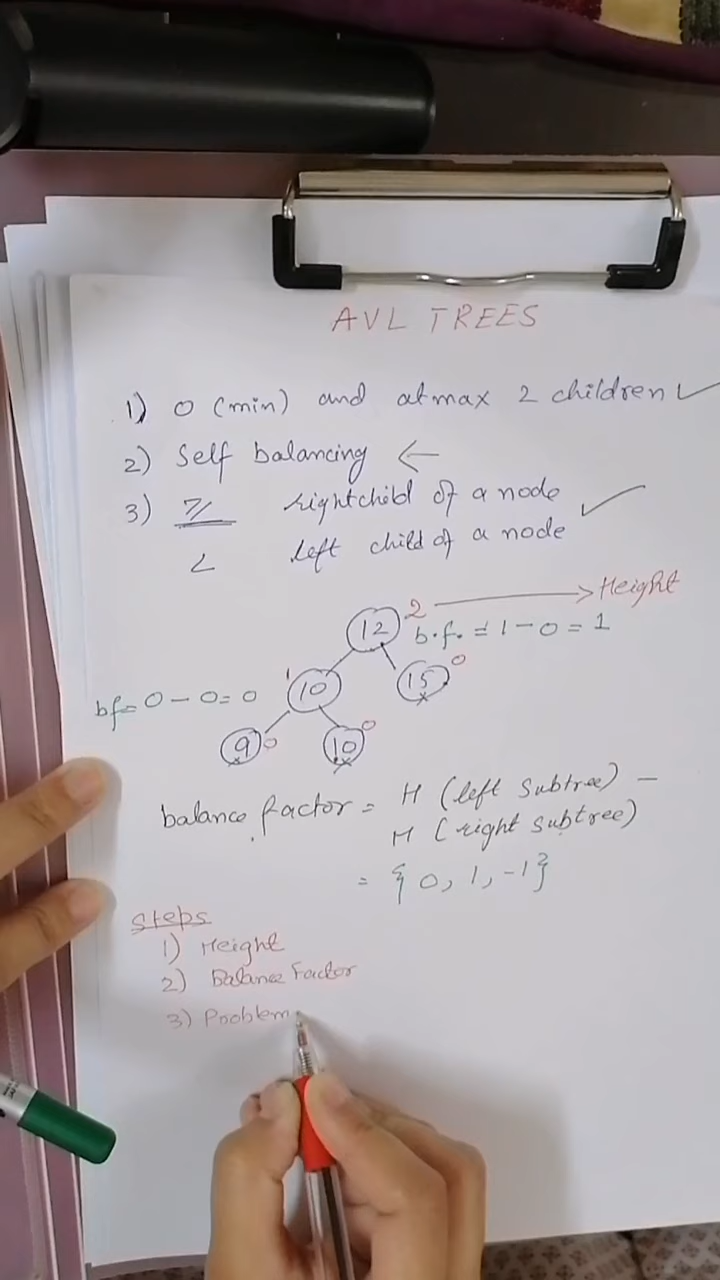 AVL TREES
1) 0 (min) and atmax 2 children ✓
2) Self balancing ←
3) ≥ rightchild of a node ✓
< left child of a node
12 2 → Height
b.f. = 1 - 0 = 1
bf = 0 - 0 = 0 1 10 15 0
9 0 10 0
balance factor = H (left subtree) -
H (right subtree)
= {0, 1, -1}
Steps
1) Height
2) Balance Factor
3) Problem